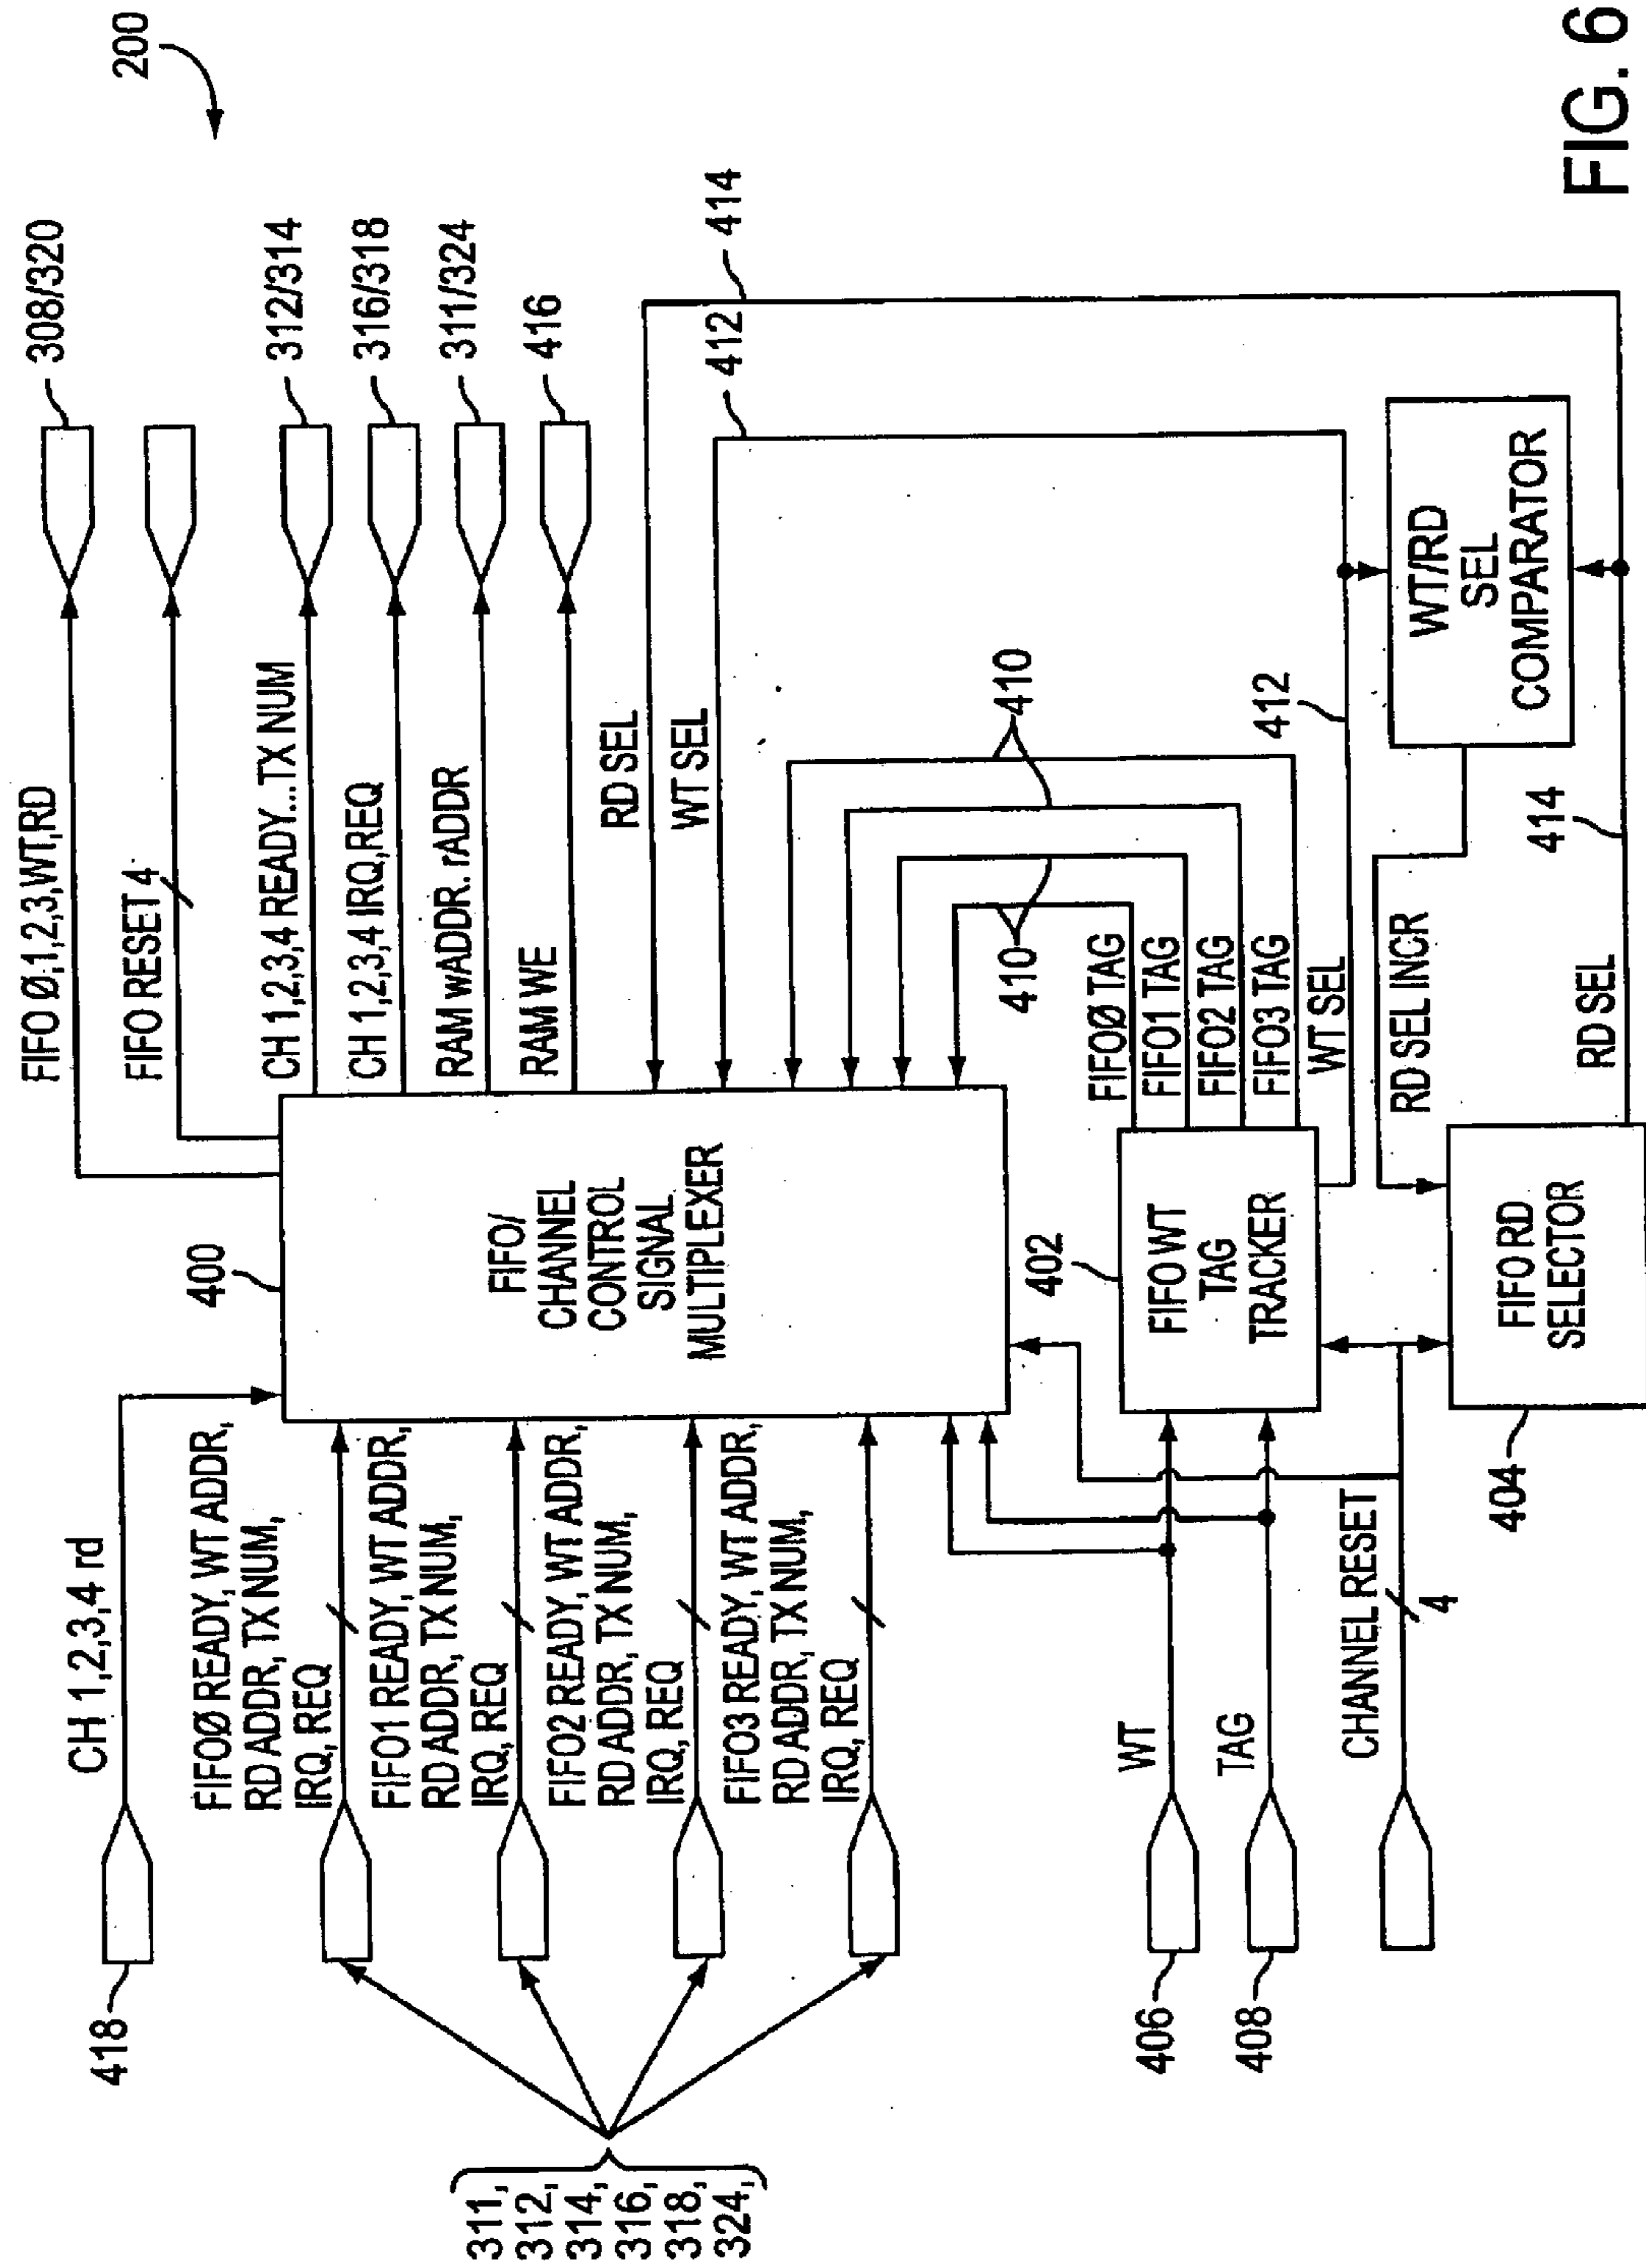 200
418
CH 1,2,3,4 rd
FIFOØ READY, WT ADDR,
RD ADDR, TX NUM,
IRQ, REQ
FIFO1 READY, WT ADDR,
RD ADDR, TX NUM,
IRQ, REQ
FIFO2 READY, WT ADDR,
RD ADDR, TX NUM,
IRQ, REQ
FIFO3 READY, WT ADDR,
RD ADDR, TX NUM,
IRQ, REQ
311,
312,
314,
316,
318,
324,
406
WT
408
TAG
CHANNEL RESET
4
400
FIFO/
CHANNEL
CONTROL
SIGNAL
MULTIPLEXER
402
FIFO WT
TAG
TRACKER
404
FIFO RD
SELECTOR
FIFO Ø,1,2,3,WT,RD
308/320
FIFO RESET 4
CH 1,2,3,4 READY...TX NUM
312/314
CH 1,2,3,4 IRQ,REQ
316/318
RAM wADDR. rADDR
311/324
RAM WE
416
RD SEL
414
WT SEL
412
410
410
FIFOØ TAG
FIFO1 TAG
FIFO2 TAG
FIFO3 TAG
WT SEL
412
WT/RD
SEL
COMPARATOR
RD SEL INCR
RD SEL
414
FIG. 6